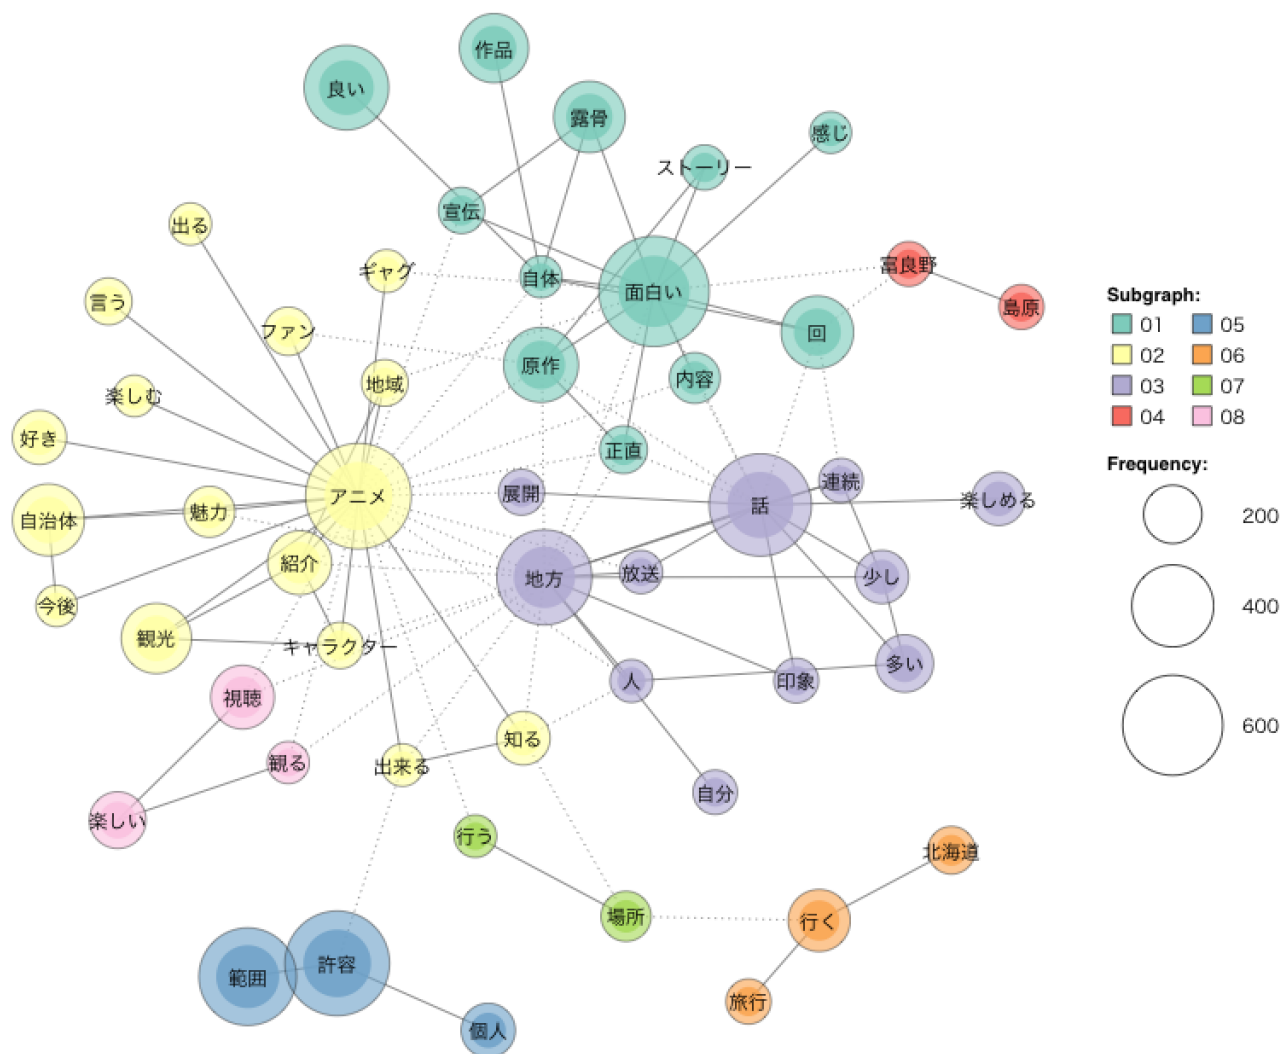 作品
良い
露骨
感じ
ストーリー
宣伝
出る
富良野
ギャグ
自体
面白い
言う
島原
ファン
回
原作
内容
地域
楽しむ
好き
正直
連続
展開
アニメ
楽しめる
話
魅力
自治体
紹介
放送
地方
少し
今後
観光
キャラクター
多い
人
印象
視聴
知る
観る
出来る
自分
楽しい
行う
北海道
場所
行く
許容
範囲
旅行
個人
Subgraph:
01 05
02 06
03 07
04 08
Frequency:
200
400
600